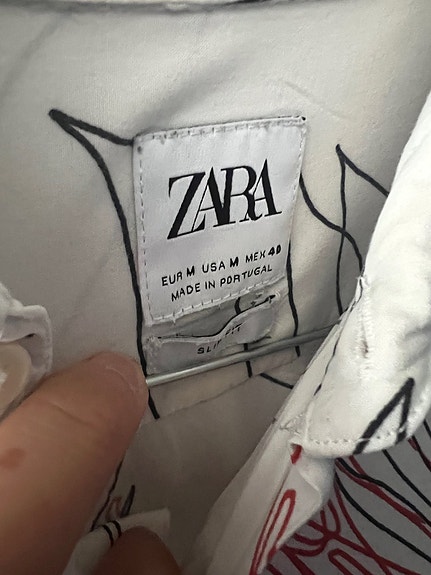 ZARA
EUR M USA M MEX 40
MADE IN PORTUGAL
SLIM FIT